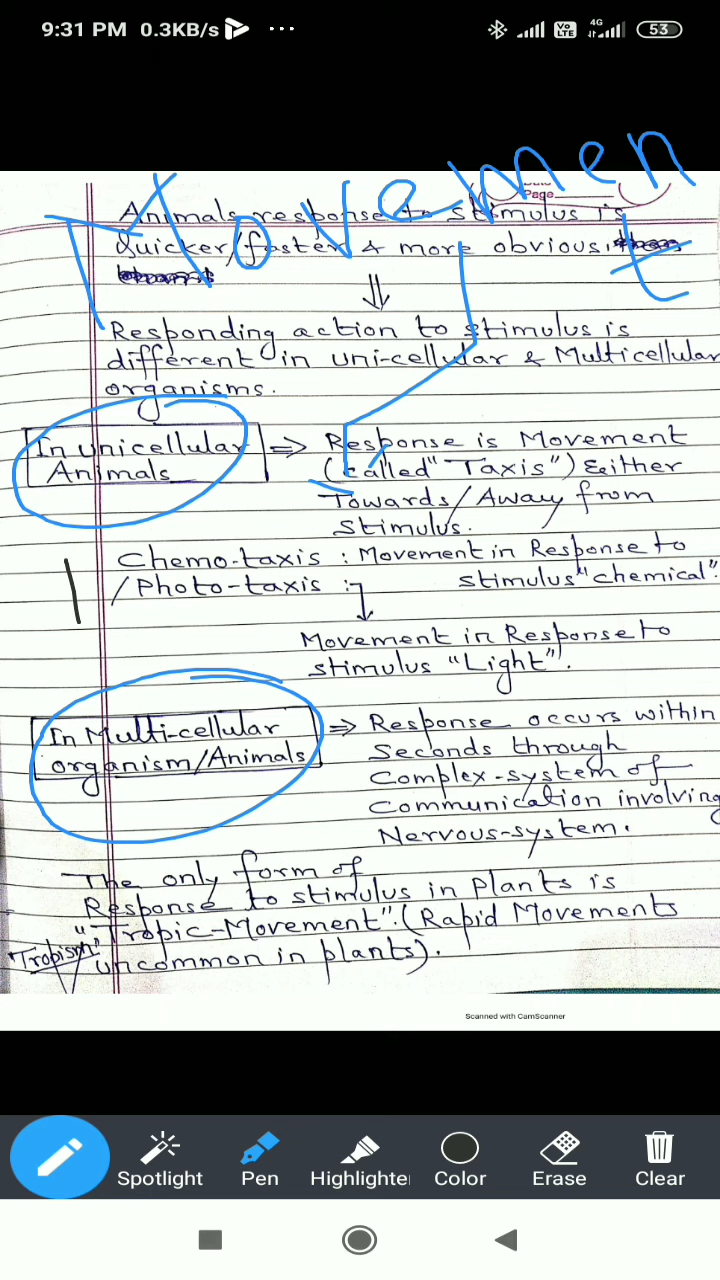 9:31 PM 0.3KB/s ...
Vo LTE 4G 53
Movement
Page
Animals response to stimulus is
Quicker/faster & more obvious.
Responding action to stimulus is
different in uni-cellular & Multicellular
organisms.
In unicellular Animals ⇒ Response is Movement
(called "Taxis") Eeither
Towards/Away from
Stimulus.
Chemo-taxis : Movement in Response to
stimulus "chemical".
/Photo-taxis :-
Movement in Response to
stimulus "Light".
In Multi-cellular organism/Animals ⇒ Response occurs within
Seconds through
Complex-system of
Communication involving
Nervous-system.
The only form of
Response to stimulus in plants is
"Tropic-Movement". (Rapid Movements
"Tropism" uncommon in plants).
Scanned with CamScanner
Spotlight Pen Highlighte Color Erase Clear